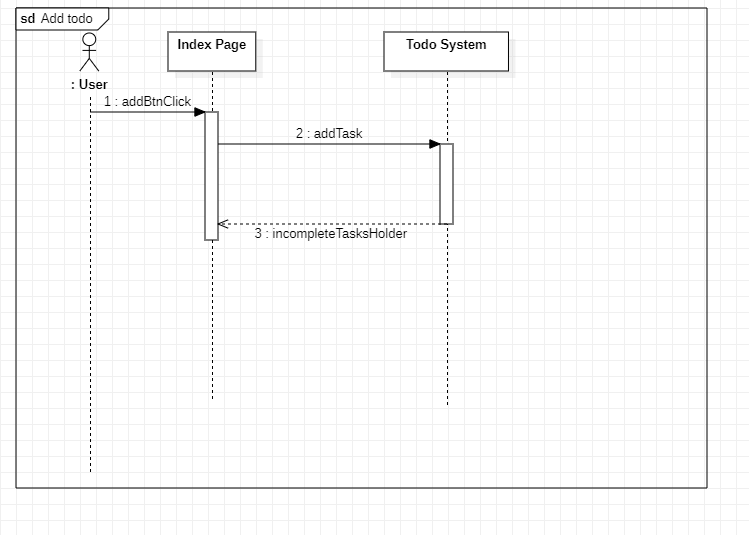 sd Add todo
Index Page
Todo System
: User
1 : addBtnClick
2 : addTask
3 : incompleteTasksHolder